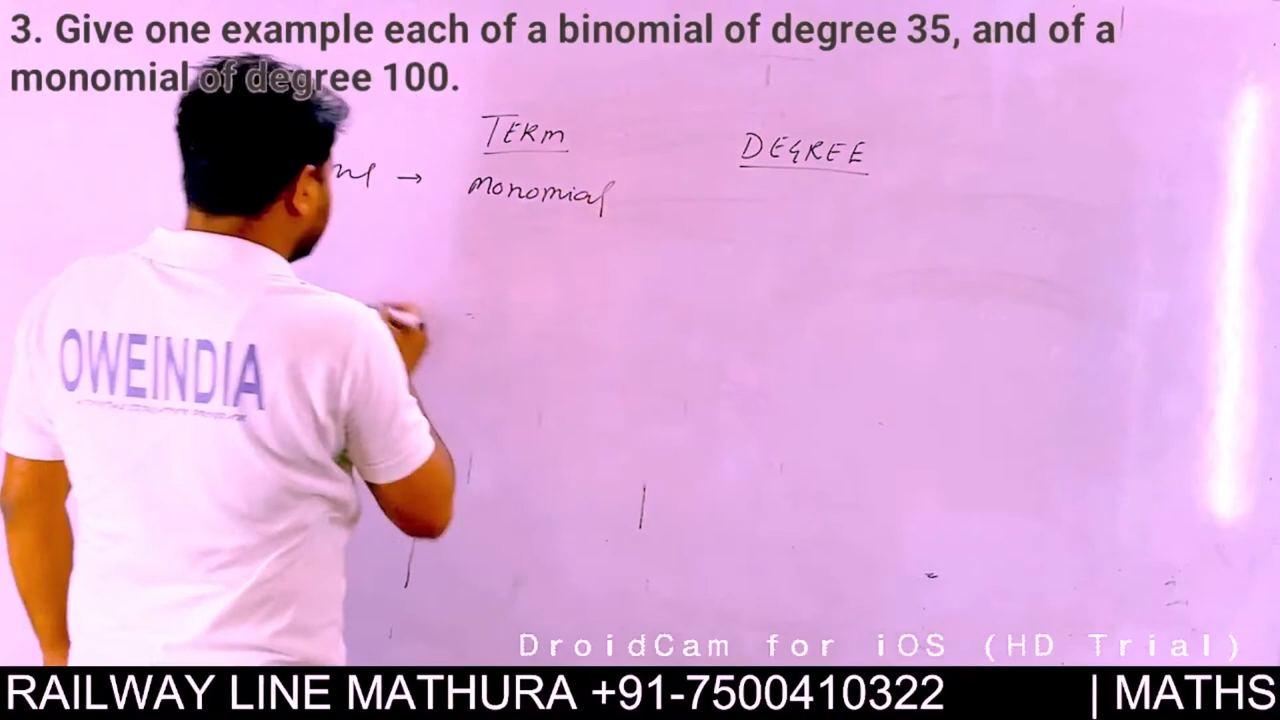 3. Give one example each of a binomial of degree 35, and of a
monomial of degree 100.
TERM
DEGREE
→ monomial
OWEINDIA
DroidCam for iOS (HD Trial)
RAILWAY LINE MATHURA +91-7500410322 | MATHS